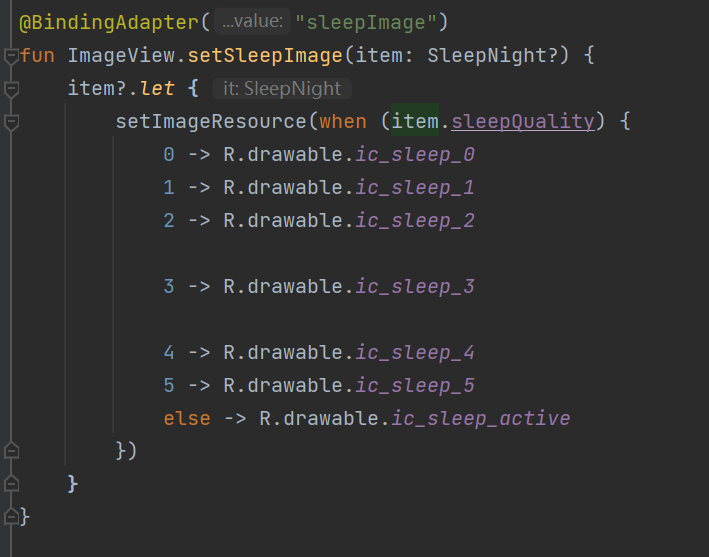 @BindingAdapter( ...value: "sleepImage")
fun ImageView.setSleepImage(item: SleepNight?) {
    item?.let { it: SleepNight
        setImageResource(when (item.sleepQuality) {
            0 -> R.drawable.ic_sleep_0
            1 -> R.drawable.ic_sleep_1
            2 -> R.drawable.ic_sleep_2
            3 -> R.drawable.ic_sleep_3
            4 -> R.drawable.ic_sleep_4
            5 -> R.drawable.ic_sleep_5
            else -> R.drawable.ic_sleep_active
        })
    }
}